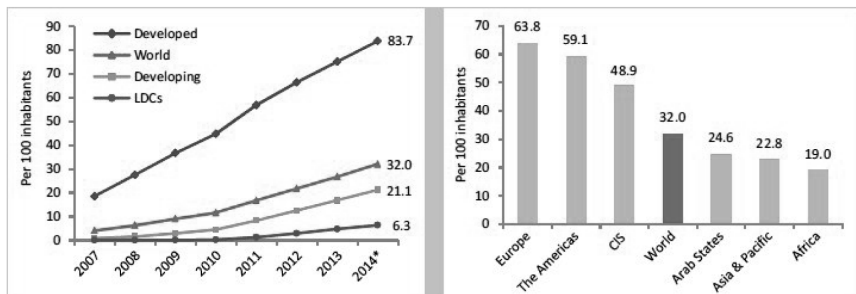 Per 100 inhabitants
90
80
70
60
50
40
30
20
10
0
Developed
World
Developing
LDCs
83.7
32.0
21.1
6.3
2007
2008
2009
2010
2011
2012
2013
2014*
Per 100 inhabitants
70
60
50
40
30
20
10
0
63.8
59.1
48.9
32.0
24.6
22.8
19.0
Europe
The Americas
CIS
World
Arab States
Asia & Pacific
Africa